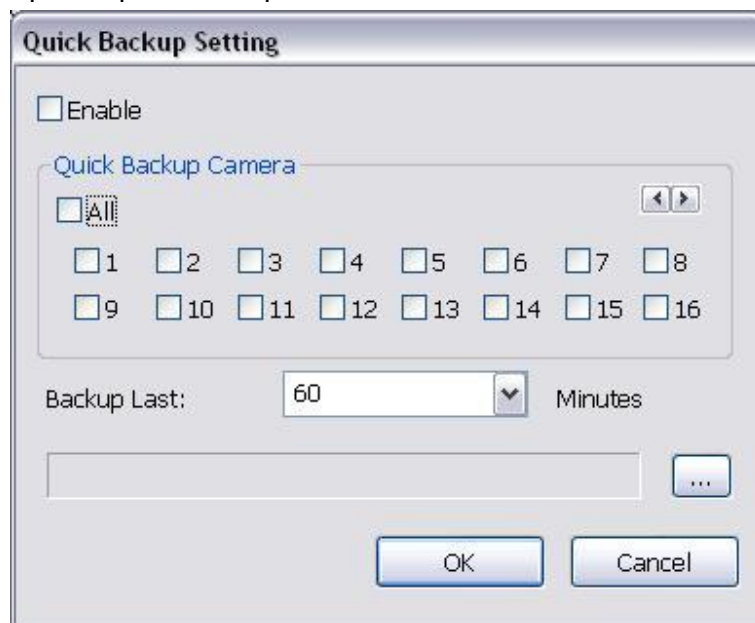 Quick Backup Setting
Enable
Quick Backup Camera
All
1 2 3 4 5 6 7 8
9 10 11 12 13 14 15 16
Backup Last: 60 Minutes
...
OK Cancel